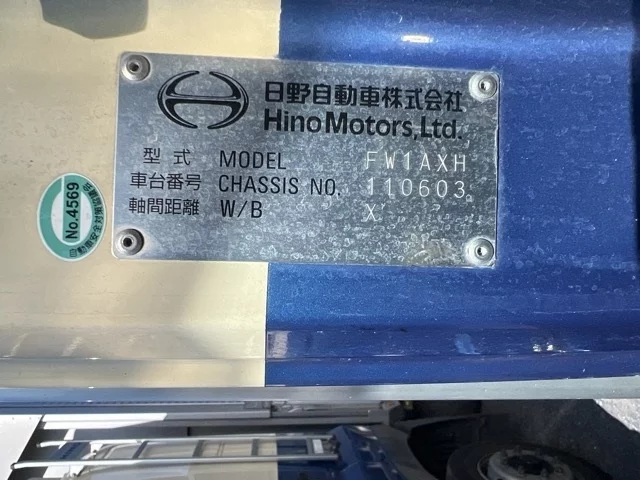 日野自動車株式会社
Hino Motors, Ltd.
型式 MODEL FW1AXH
車台番号 CHASSIS NO. 110603
軸間距離 W/B X
No.4569